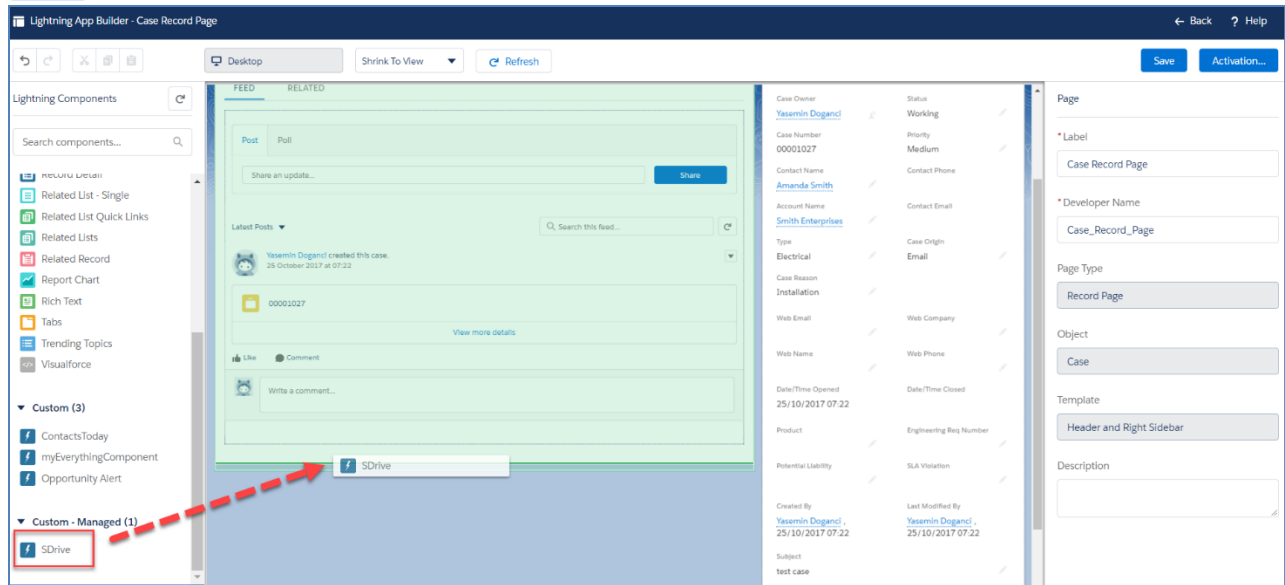 Lightning App Builder - Case Record Page
Back
? Help
Desktop
Shrink To View
Refresh
Save
Activation...
Lightning Components
Search components...
Record Detail
Related List - Single
Related List Quick Links
Related Lists
Related Record
Report Chart
Rich Text
Tabs
Trending Topics
Visualforce
Custom (3)
ContactsToday
myEverythingComponent
Opportunity Alert
Custom - Managed (1)
SDrive
FEED RELATED
Post Poll
Share an update...
Share
Latest Posts
Search this feed...
Yasemin Doganci created this case.
25 October 2017 at 07:22
00001027
View more details
Like Comment
Write a comment...
SDrive
Case Owner Status
Yasemin Doganci Working
Case Number Priority
00001027 Medium
Contact Name Contact Phone
Amanda Smith
Account Name Contact Email
Smith Enterprises
Type Case Origin
Electrical Email
Case Reason
Installation
Web Email Web Company
Web Name Web Phone
Date/Time Opened Date/Time Closed
25/10/2017 07:22
Product Engineering Req Number
Potential Liability SLA Violation
Created By Last Modified By
Yasemin Doganci , Yasemin Doganci ,
25/10/2017 07:22 25/10/2017 07:22
Subject
test case
Page
*Label
Case Record Page
*Developer Name
Case_Record_Page
Page Type
Record Page
Object
Case
Template
Header and Right Sidebar
Description